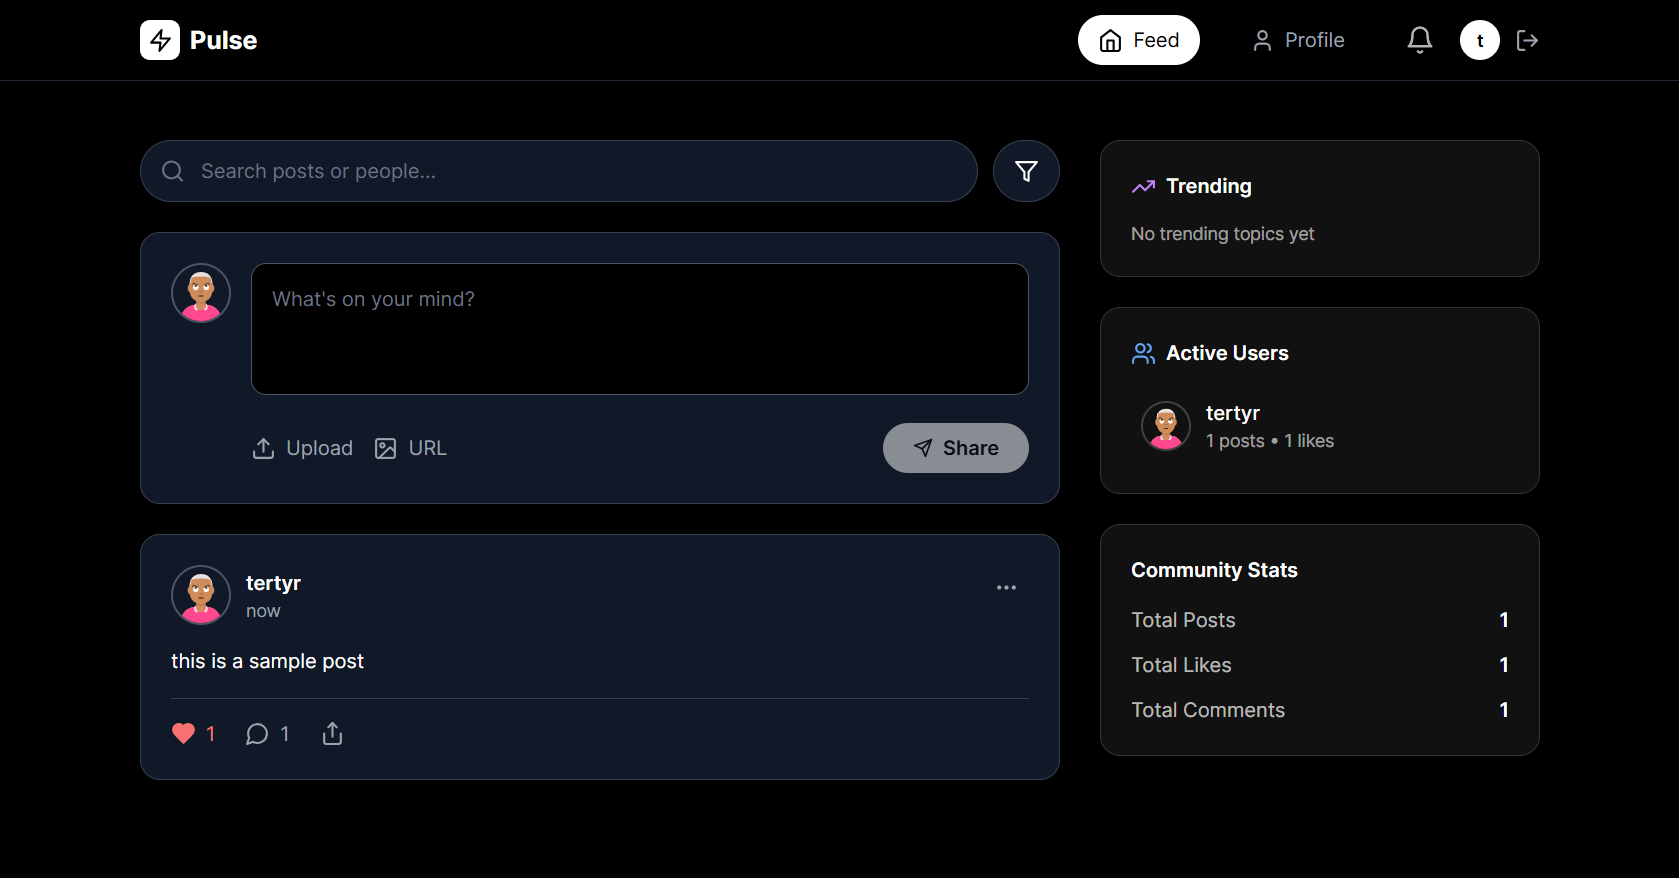 Pulse
Feed
Profile
t
Search posts or people...
What's on your mind?
Upload
URL
Share
tertyr
now
this is a sample post
1
1
Trending
No trending topics yet
Active Users
tertyr
1 posts • 1 likes
Community Stats
Total Posts 1
Total Likes 1
Total Comments 1